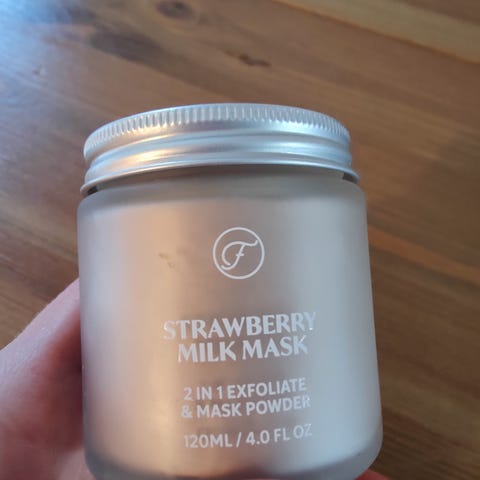 F
STRAWBERRY
MILK MASK
2 IN 1 EXFOLIATE
& MASK POWDER
120ML / 4.0 FL OZ